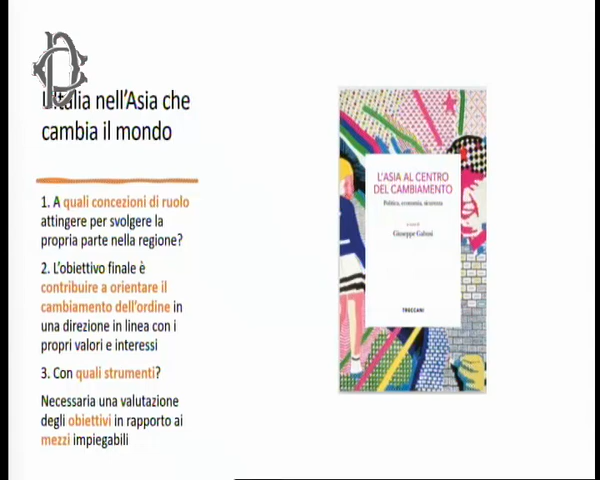 L'Italia nell'Asia che
cambia il mondo
1. A quali concezioni di ruolo
attingere per svolgere la
propria parte nella regione?
2. L'obiettivo finale è
contribuire a orientare il
cambiamento dell'ordine in
una direzione in linea con i
propri valori e interessi
3. Con quali strumenti?
Necessaria una valutazione
degli obiettivi in rapporto ai
mezzi impiegabili
L'ASIA AL CENTRO
DEL CAMBIAMENTO
Politica, economia, sicurezza
a cura di
Giuseppe Gabusi
TRECCANI